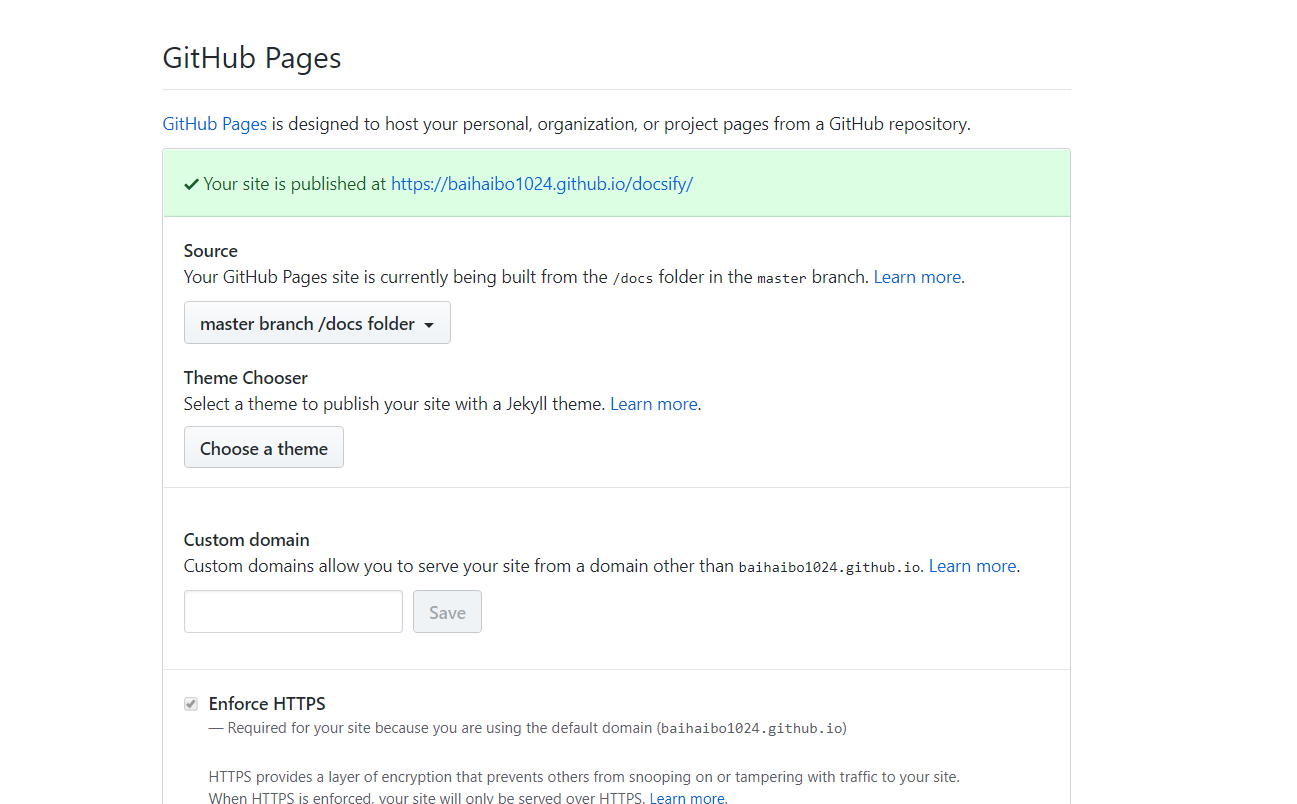 GitHub Pages
GitHub Pages is designed to host your personal, organization, or project pages from a GitHub repository.
Your site is published at https://baihaibo1024.github.io/docsify/
Source
Your GitHub Pages site is currently being built from the /docs folder in the master branch. Learn more.
master branch /docs folder
Theme Chooser
Select a theme to publish your site with a Jekyll theme. Learn more.
Choose a theme
Custom domain
Custom domains allow you to serve your site from a domain other than baihaibo1024.github.io. Learn more.
Save
Enforce HTTPS
— Required for your site because you are using the default domain (baihaibo1024.github.io)
HTTPS provides a layer of encryption that prevents others from snooping on or tampering with traffic to your site.
When HTTPS is enforced, your site will only be served over HTTPS. Learn more.